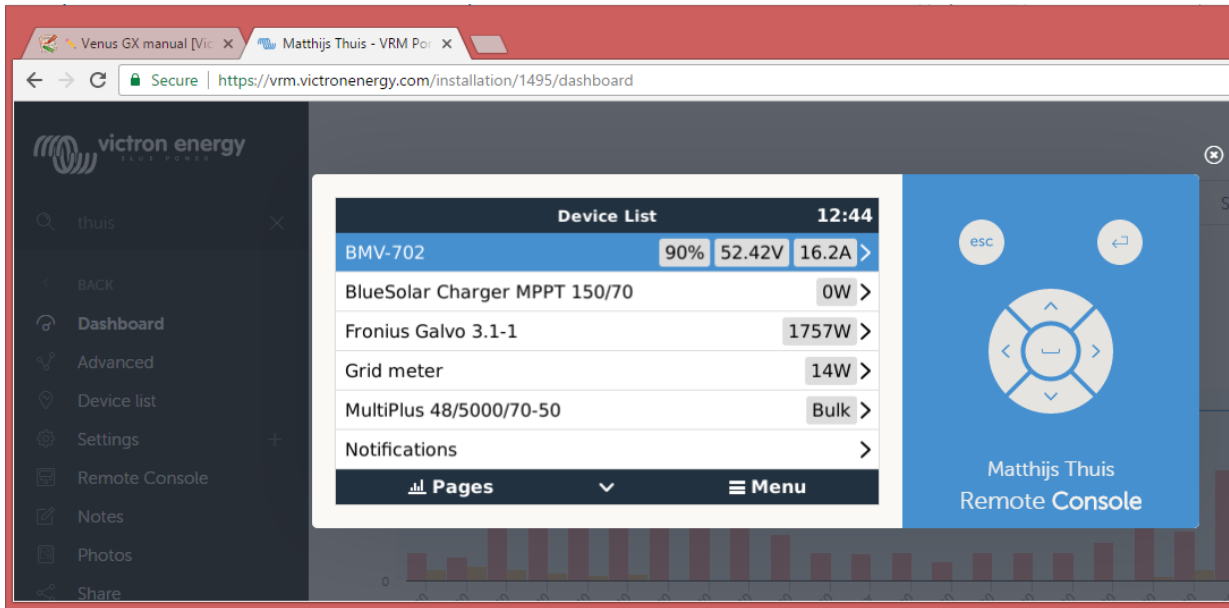 Venus GX manual [Vic
Matthijs Thuis - VRM Por
Secure https://vrm.victronenergy.com/installation/1495/dashboard
victron energy
BLUE POWER
thuis
BACK
Dashboard
Advanced
Device list
Settings
Remote Console
Notes
Photos
Share
Device List 12:44
BMV-702 90% 52.42V 16.2A
BlueSolar Charger MPPT 150/70 0W
Fronius Galvo 3.1-1 1757W
Grid meter 14W
MultiPlus 48/5000/70-50 Bulk
Notifications
Pages Menu
esc
Matthijs Thuis
Remote Console
S
0